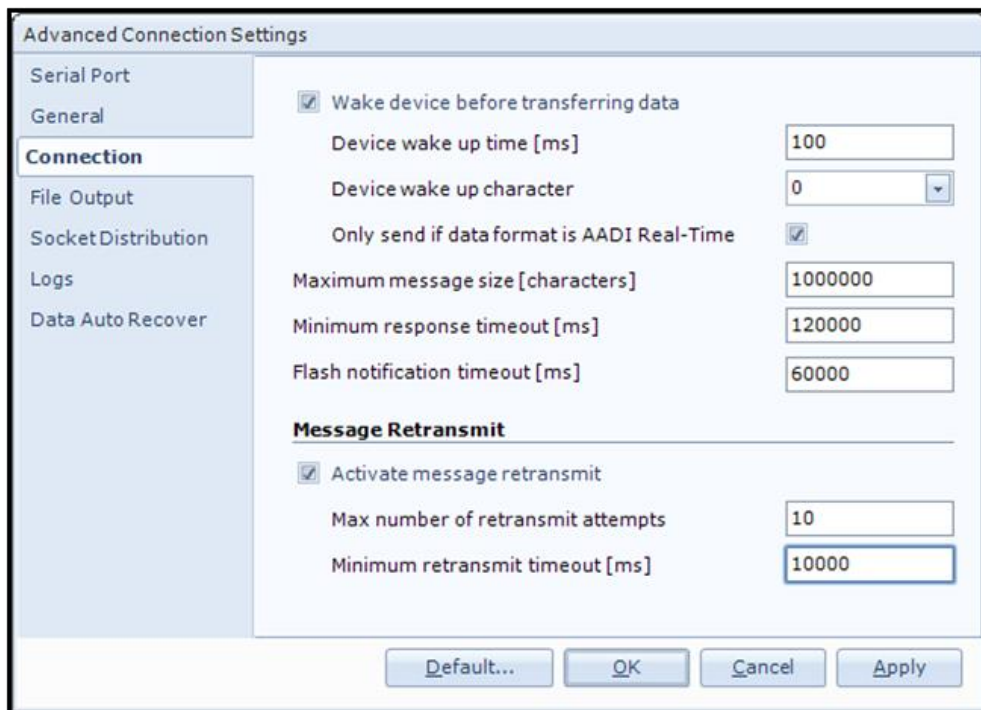 Advanced Connection Settings
Serial Port
General
Connection
File Output
Socket Distribution
Logs
Data Auto Recover
Wake device before transferring data
Device wake up time [ms] 100
Device wake up character 0
Only send if data format is AADI Real-Time
Maximum message size [characters] 1000000
Minimum response timeout [ms] 120000
Flash notification timeout [ms] 60000
Message Retransmit
Activate message retransmit
Max number of retransmit attempts 10
Minimum retransmit timeout [ms] 10000
Default... OK Cancel Apply